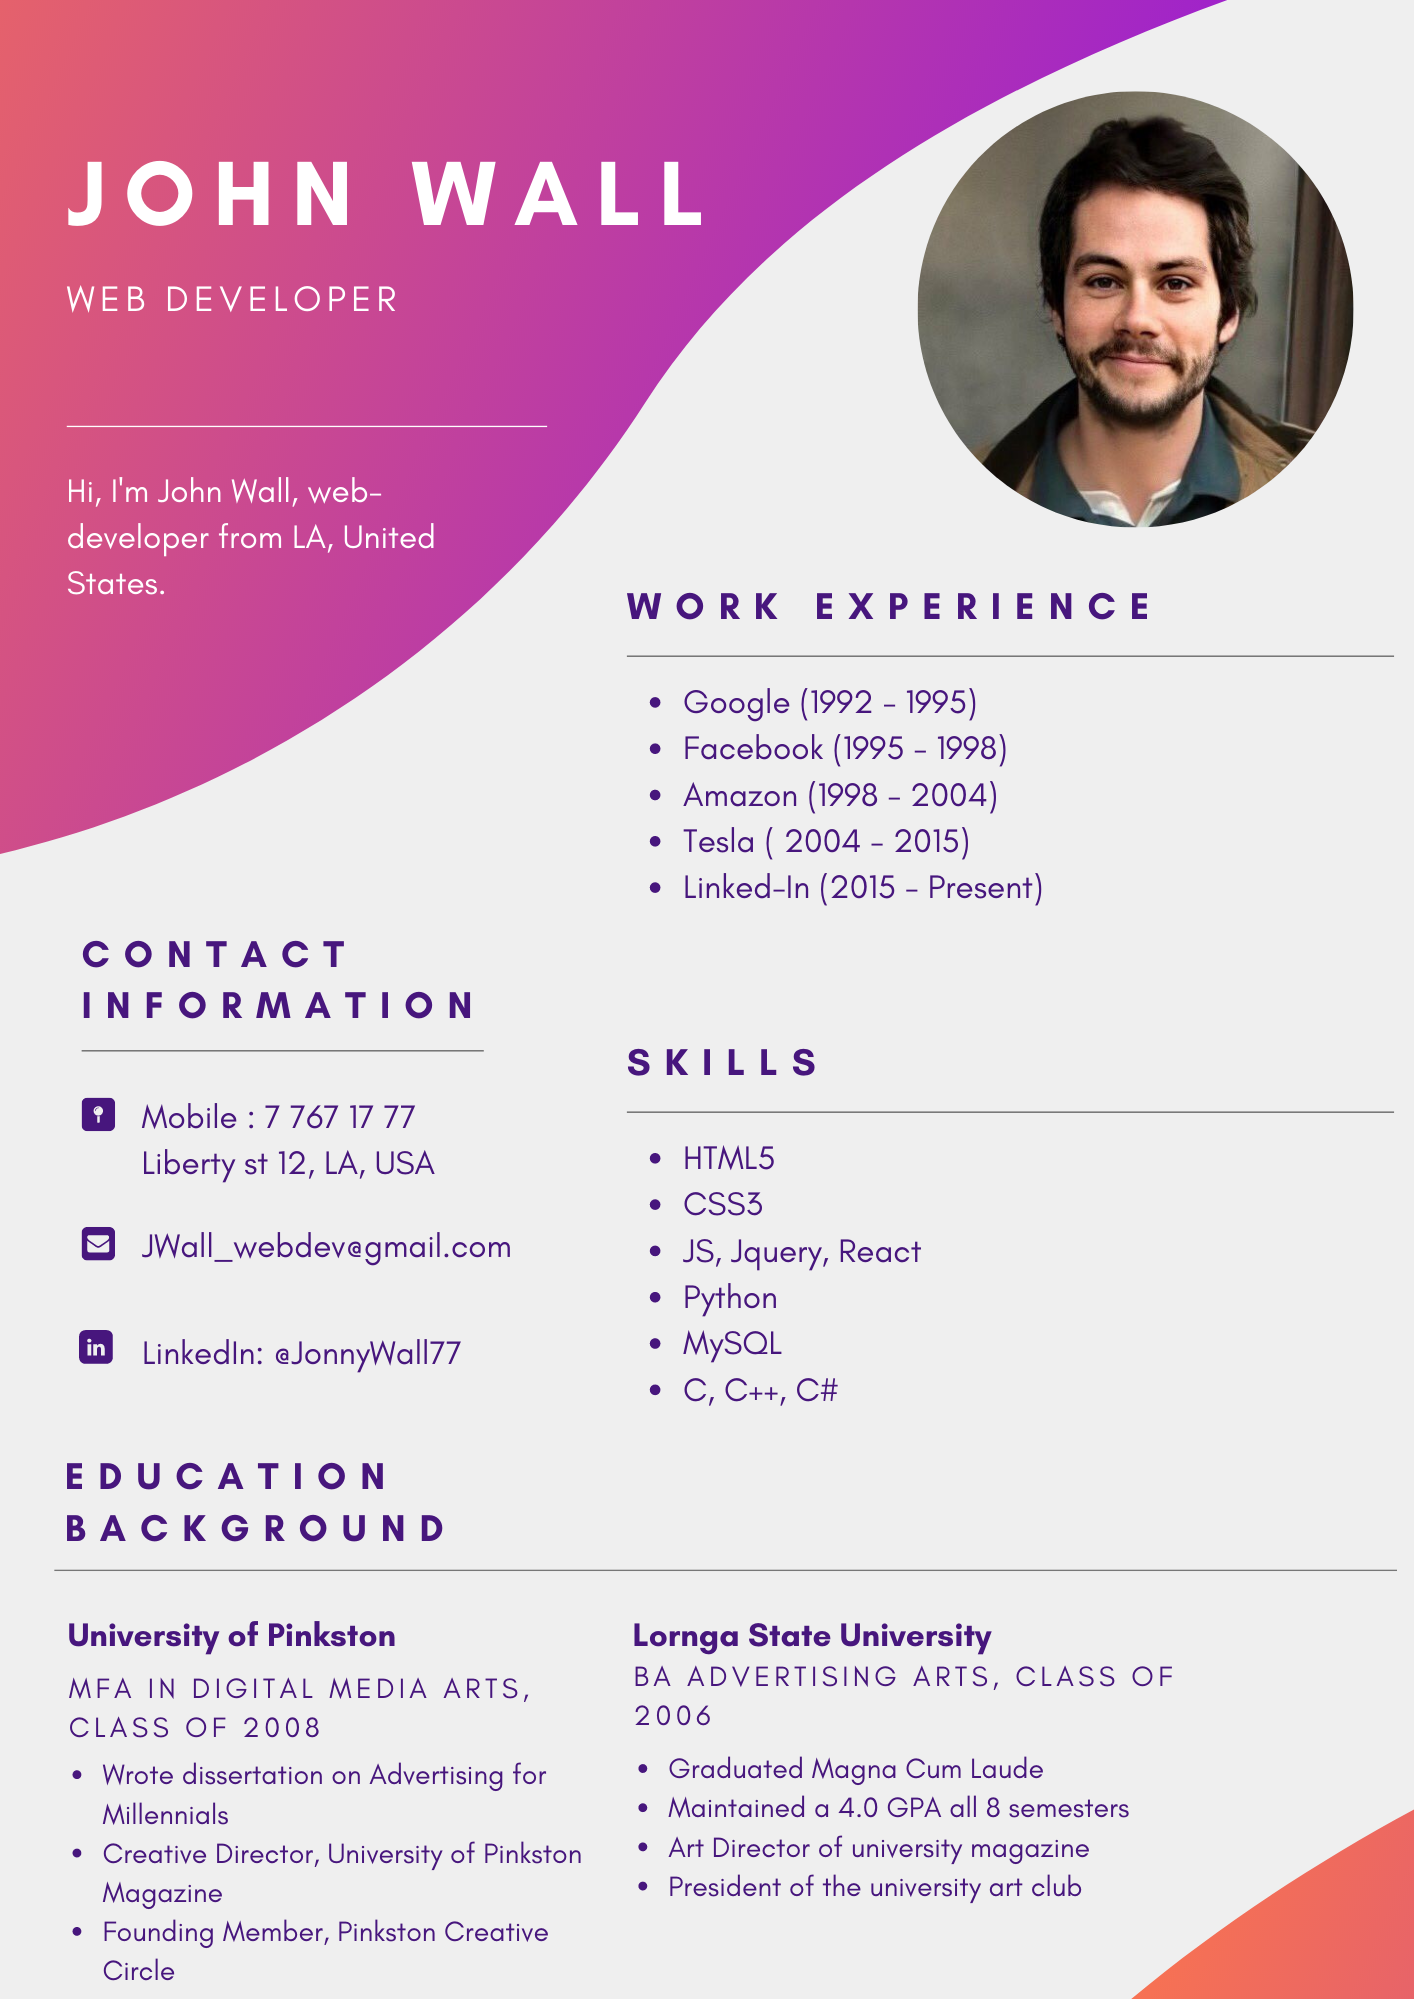 JOHN WALL
WEB DEVELOPER
Hi, I'm John Wall, web-
developer from LA, United
States.
WORK EXPERIENCE
Google (1992 - 1995)
Facebook (1995 - 1998)
Amazon (1998 - 2004)
Tesla ( 2004 - 2015)
Linked-In (2015 - Present)
CONTACT
INFORMATION
Mobile : 7 767 17 77
Liberty st 12, LA, USA
JWall_webdev@gmail.com
LinkedIn: @JonnyWall77
SKILLS
HTML5
CSS3
JS, Jquery, React
Python
MySQL
C, C++, C#
EDUCATION
BACKGROUND
University of Pinkston
MFA IN DIGITAL MEDIA ARTS,
CLASS OF 2008
Wrote dissertation on Advertising for
Millennials
Creative Director, University of Pinkston
Magazine
Founding Member, Pinkston Creative
Circle
Lornga State University
BA ADVERTISING ARTS, CLASS OF
2006
Graduated Magna Cum Laude
Maintained a 4.0 GPA all 8 semesters
Art Director of university magazine
President of the university art club